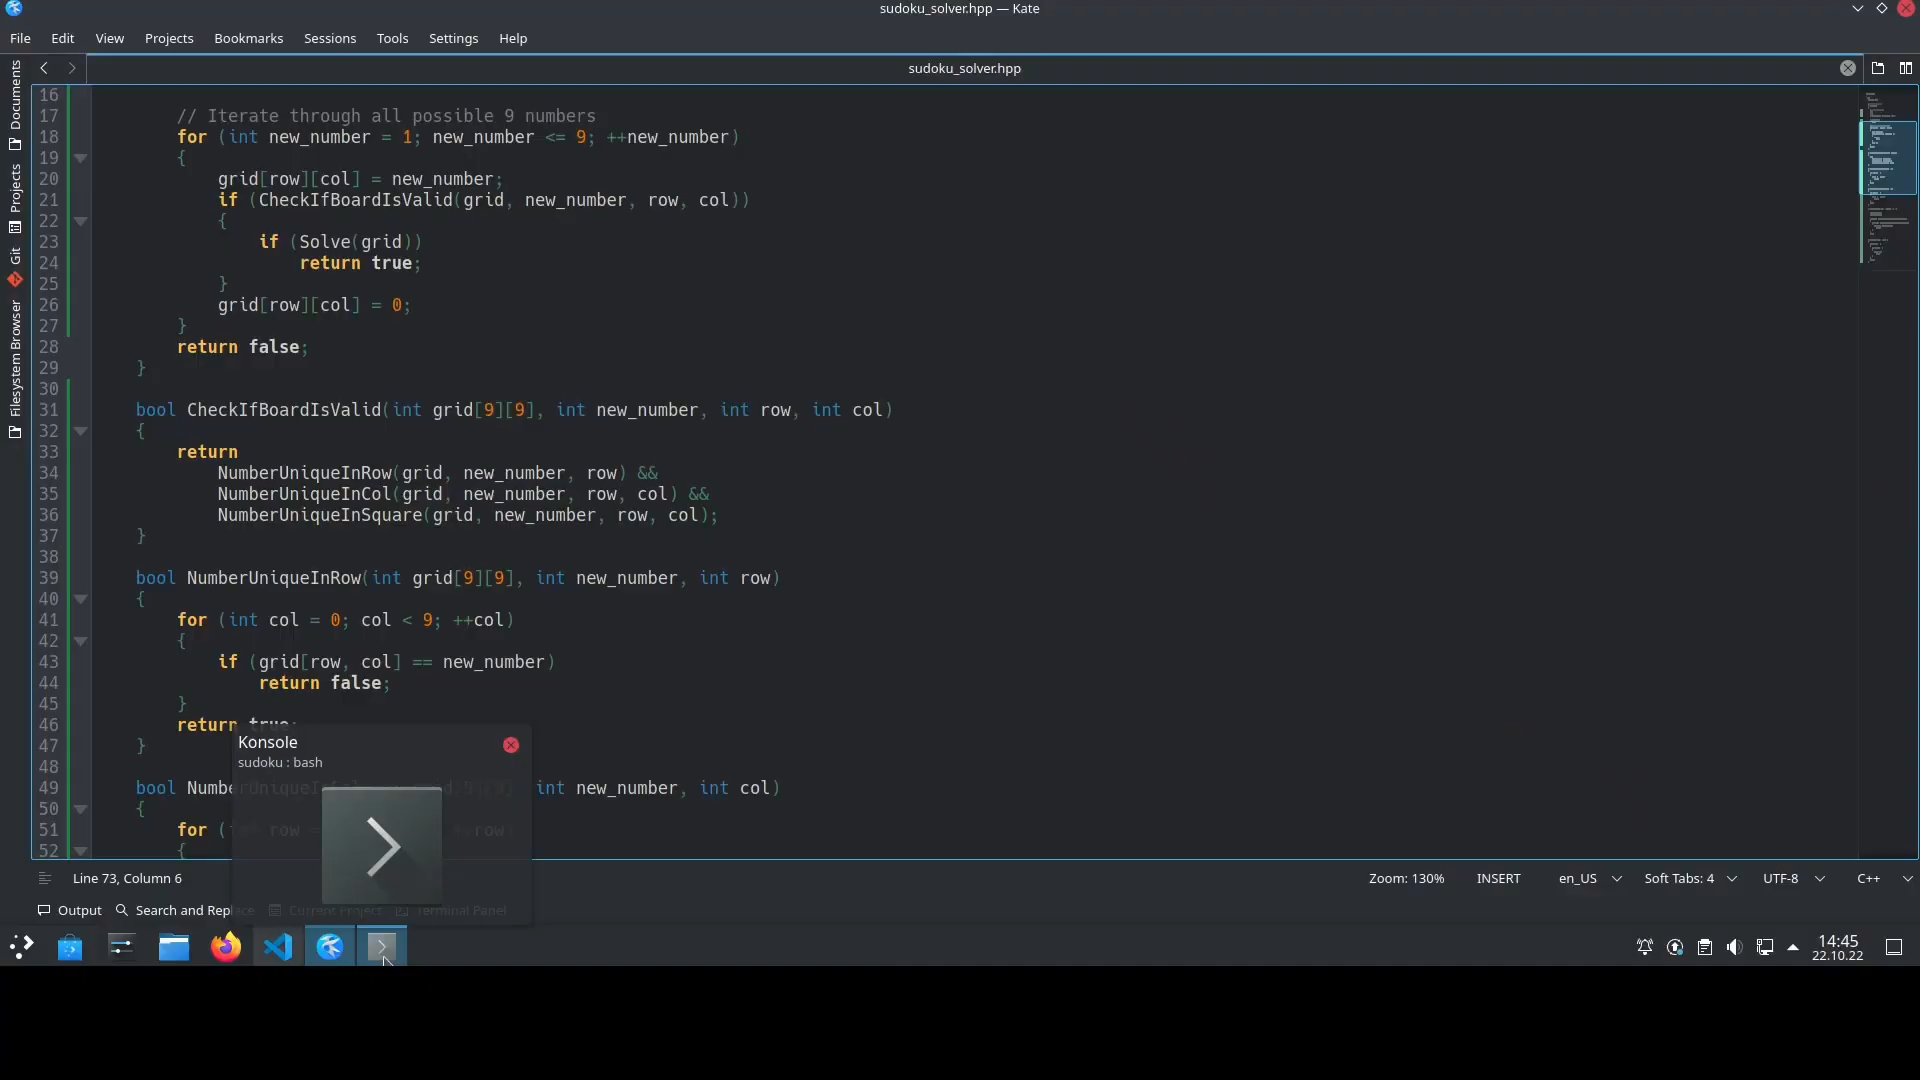 sudoku_solver.hpp — Kate
File Edit View Projects Bookmarks Sessions Tools Settings Help
sudoku_solver.hpp
Documents
Projects
Git
Filesystem Browser
16
17 // Iterate through all possible 9 numbers
18 for (int new_number = 1; new_number <= 9; ++new_number)
19 {
20 grid[row][col] = new_number;
21 if (CheckIfBoardIsValid(grid, new_number, row, col))
22 {
23 if (Solve(grid))
24 return true;
25 }
26 grid[row][col] = 0;
27 }
28 return false;
29 }
30
31 bool CheckIfBoardIsValid(int grid[9][9], int new_number, int row, int col)
32 {
33 return
34 NumberUniqueInRow(grid, new_number, row) &&
35 NumberUniqueInCol(grid, new_number, row, col) &&
36 NumberUniqueInSquare(grid, new_number, row, col);
37 }
38
39 bool NumberUniqueInRow(int grid[9][9], int new_number, int row)
40 {
41 for (int col = 0; col < 9; ++col)
42 {
43 if (grid[row, col] == new_number)
44 return false;
45 }
46 return true;
47 }
48
49 bool int new_number, int col)
50 {
51 for (
52 {
Konsole
sudoku : bash
Line 73, Column 6 Zoom: 130% INSERT en_US Soft Tabs: 4 UTF-8 C++
Output Search and Replace Current Project Terminal Panel
14:45
22.10.22